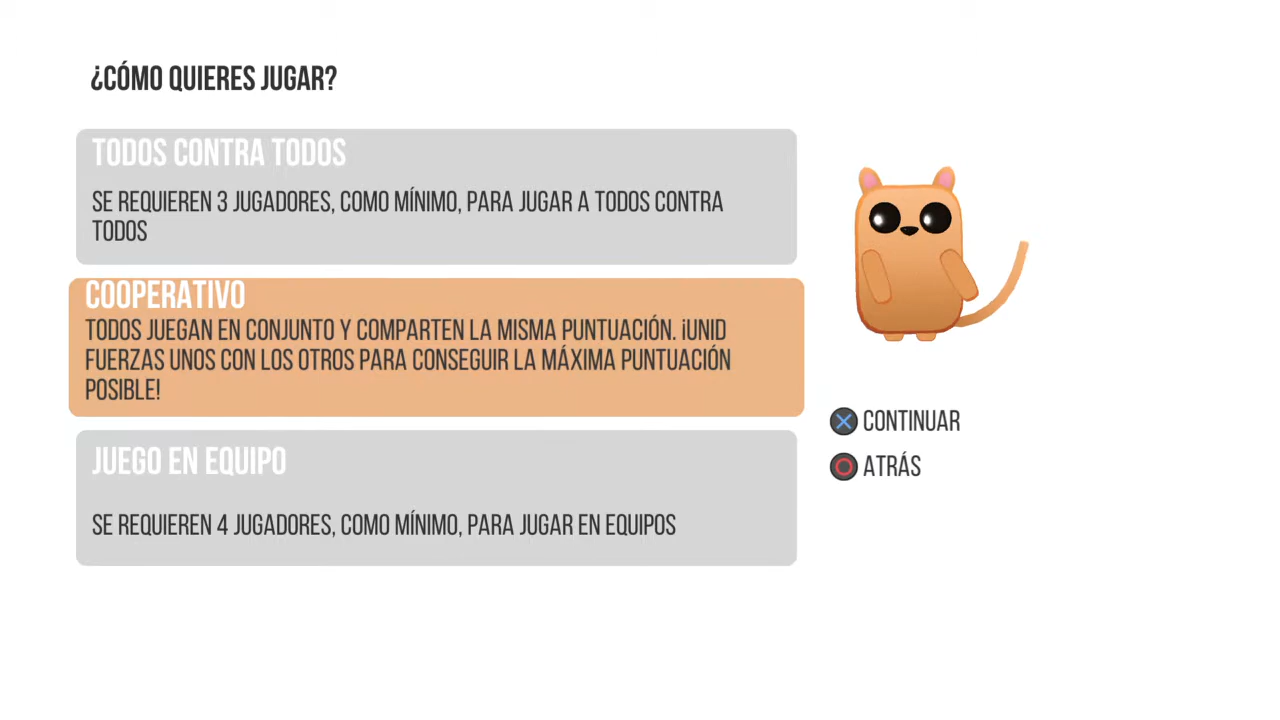 ¿CÓMO QUIERES JUGAR?
TODOS CONTRA TODOS
SE REQUIEREN 3 JUGADORES, COMO MÍNIMO, PARA JUGAR A TODOS CONTRA
TODOS
COOPERATIVO
TODOS JUEGAN EN CONJUNTO Y COMPARTEN LA MISMA PUNTUACIÓN. ¡UNID
FUERZAS UNOS CON LOS OTROS PARA CONSEGUIR LA MÁXIMA PUNTUACIÓN
POSIBLE!
JUEGO EN EQUIPO
SE REQUIEREN 4 JUGADORES, COMO MÍNIMO, PARA JUGAR EN EQUIPOS
CONTINUAR
ATRÁS